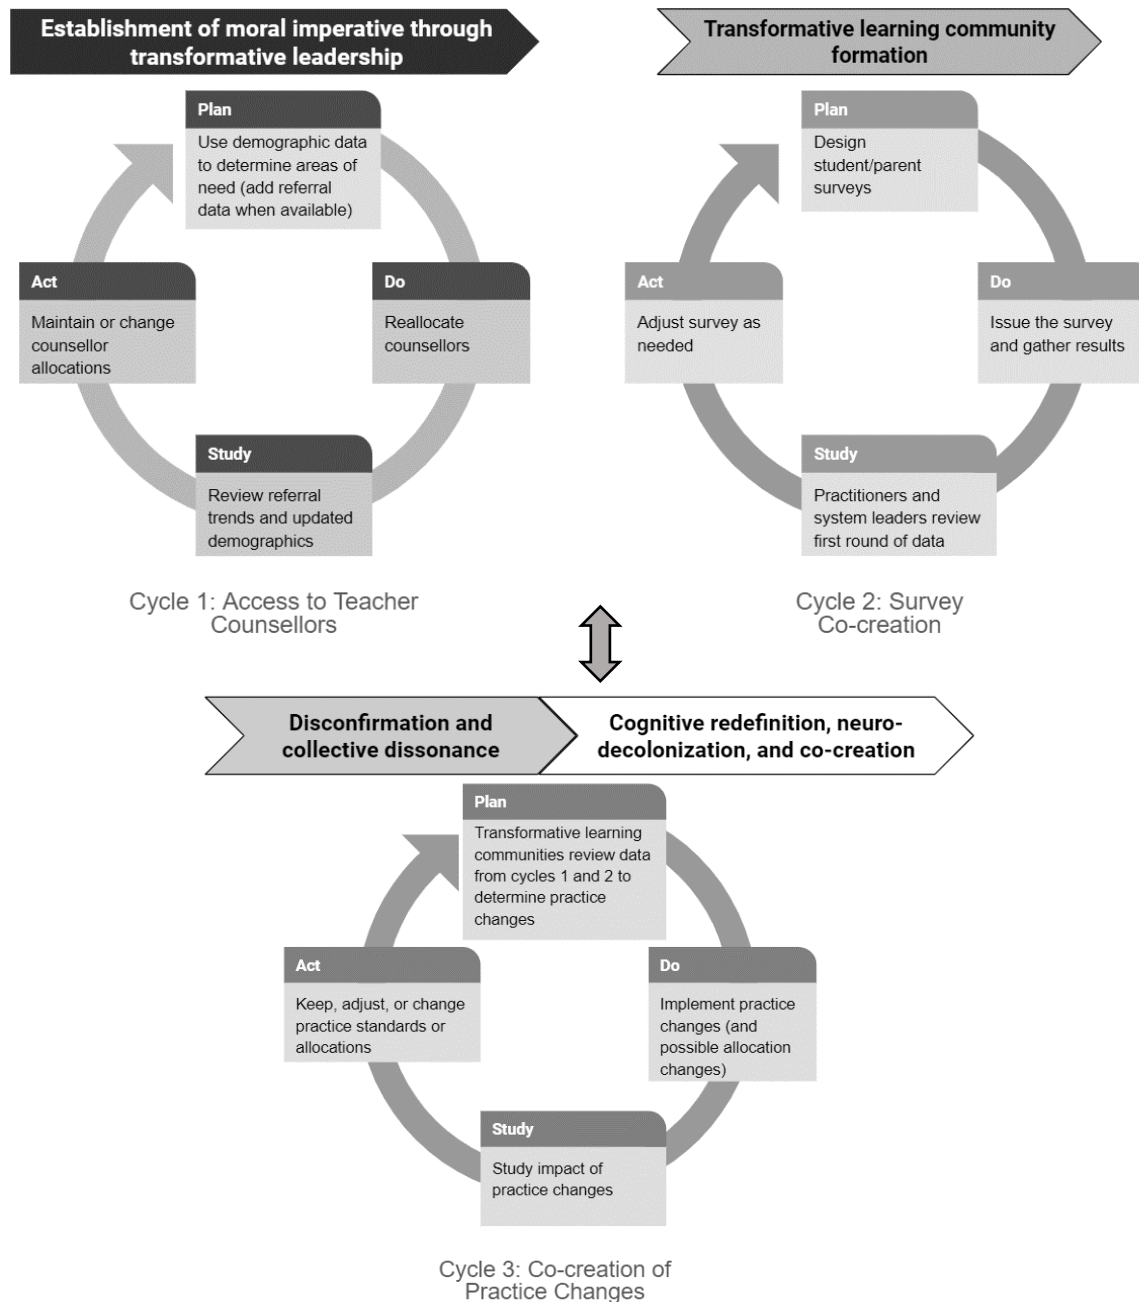 Establishment of moral imperative through
transformative leadership
Plan
Use demographic data
to determine areas of
need (add referral
data when available)
Act
Maintain or change
counsellor
allocations
Do
Reallocate
counsellors
Study
Review referral
trends and updated
demographics
Cycle 1: Access to Teacher
Counsellors
Transformative learning community
formation
Plan
Design
student/parent
surveys
Act
Adjust survey as
needed
Do
Issue the survey
and gather results
Study
Practitioners and
system leaders review
first round of data
Cycle 2: Survey
Co-creation
Disconfirmation and
collective dissonance
Cognitive redefinition, neuro-
decolonization, and co-creation
Plan
Transformative learning
communities review data
from cycles 1 and 2 to
determine practice
changes
Act
Keep, adjust, or change
practice standards or
allocations
Do
Implement practice
changes (and
possible allocation
changes)
Study
Study impact of
practice changes
Cycle 3: Co-creation of
Practice Changes